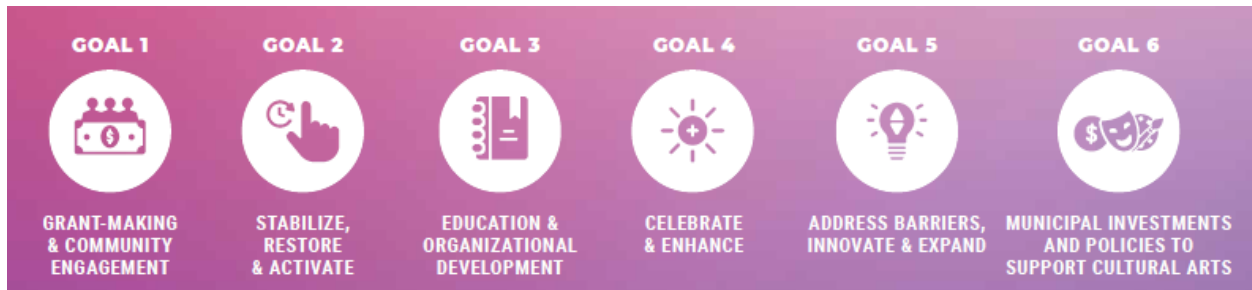 GOAL 1
GRANT-MAKING
& COMMUNITY
ENGAGEMENT
GOAL 2
STABILIZE,
RESTORE
& ACTIVATE
GOAL 3
EDUCATION &
ORGANIZATIONAL
DEVELOPMENT
GOAL 4
CELEBRATE
& ENHANCE
GOAL 5
ADDRESS BARRIERS,
INNOVATE & EXPAND
GOAL 6
MUNICIPAL INVESTMENTS
AND POLICIES TO
SUPPORT CULTURAL ARTS